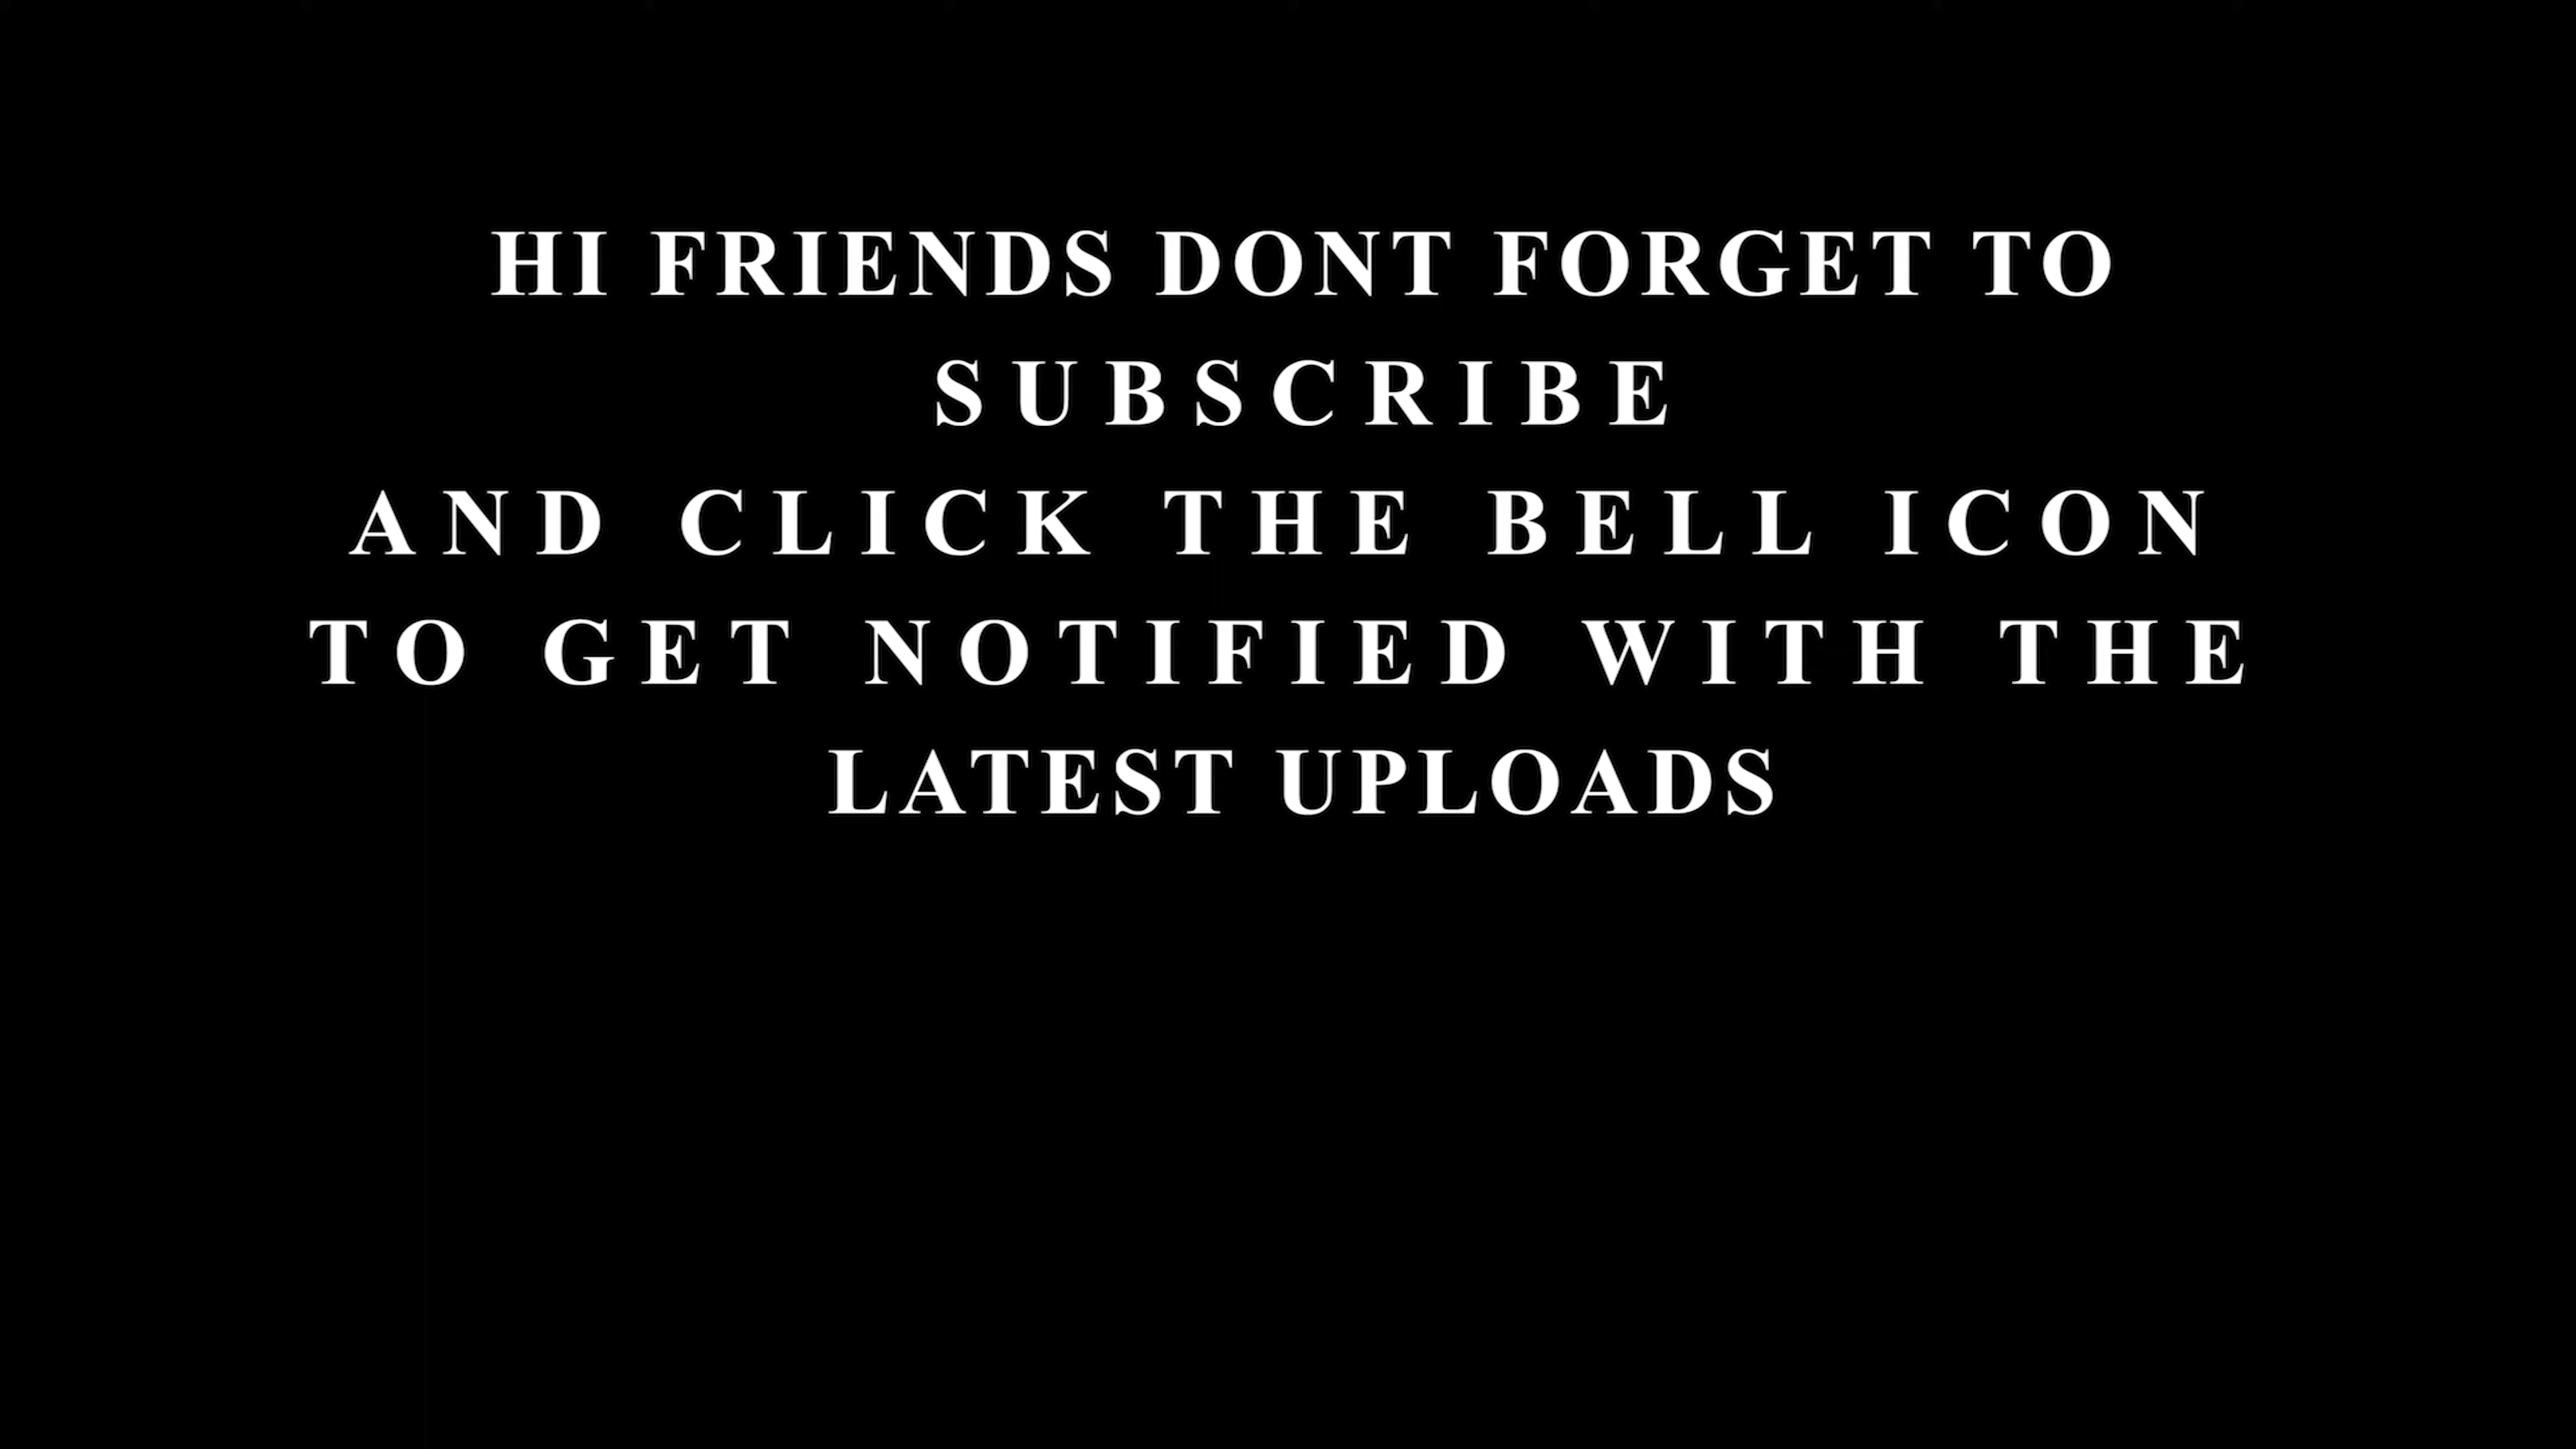 HI FRIENDS DONT FORGET TO
SUBSCRIBE
AND CLICK THE BELL ICON
TO GET NOTIFIED WITH THE
LATEST UPLOADS